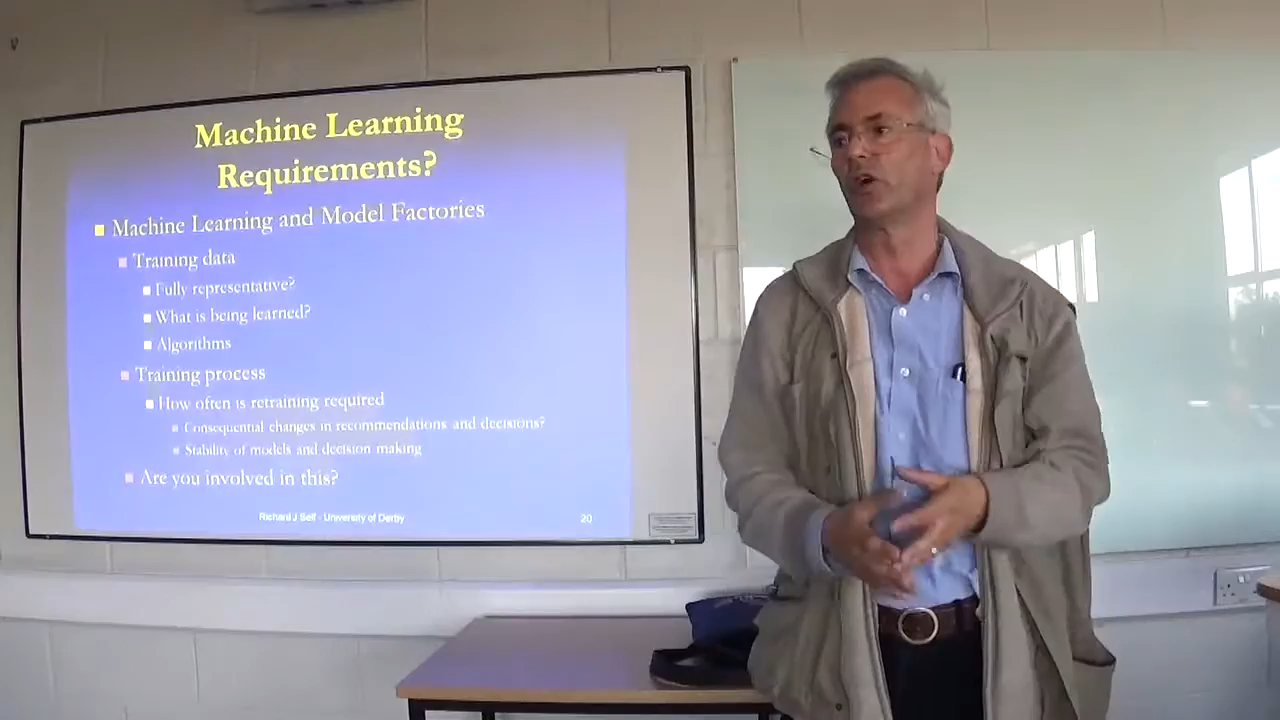 Machine Learning
Requirements?
Machine Learning and Model Factories
Training data
Fully representative?
What is being learned?
Algorithms
Training process
How often is retraining required
Consequential changes in recommendations and decisions?
Stability of models and decision making
Are you involved in this?
Richard J Self - University of Derby
20